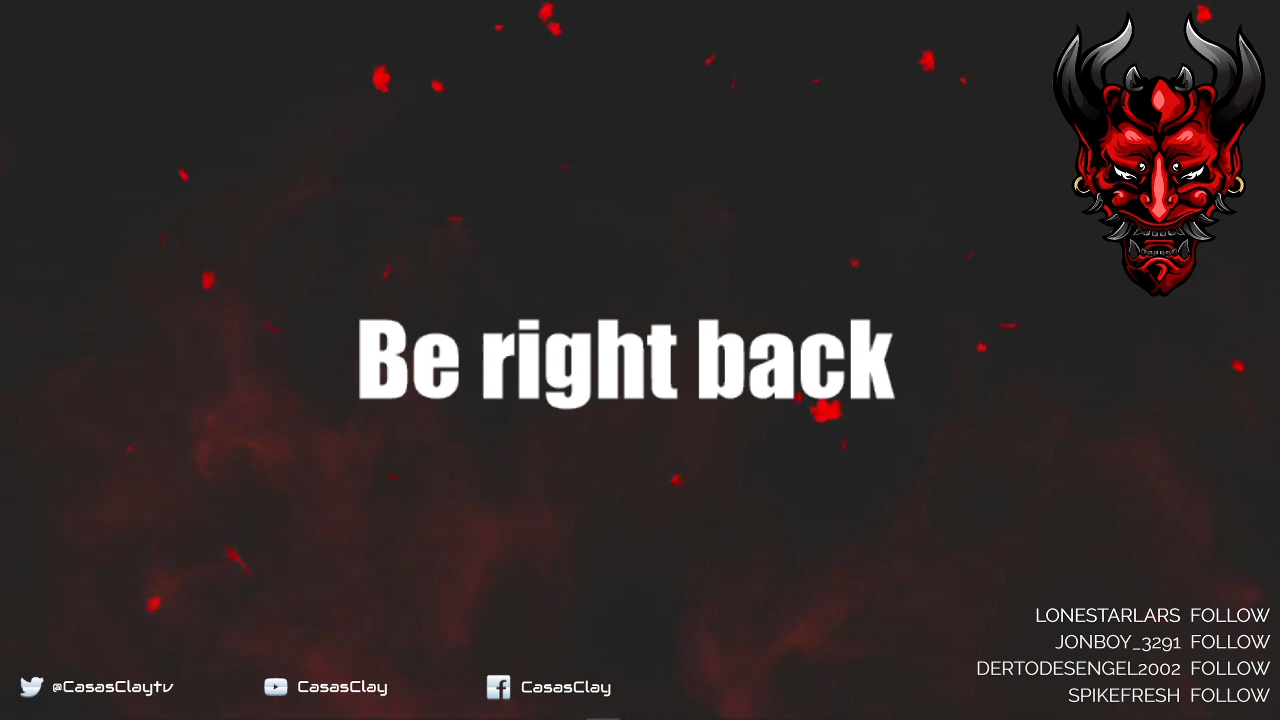 Be right back
LONESTARLARS FOLLOW
JONBOY_3291 FOLLOW
DERTODESENGEL2002 FOLLOW
SPIKEFRESH FOLLOW
@CasasClaytv CasasClay CasasClay